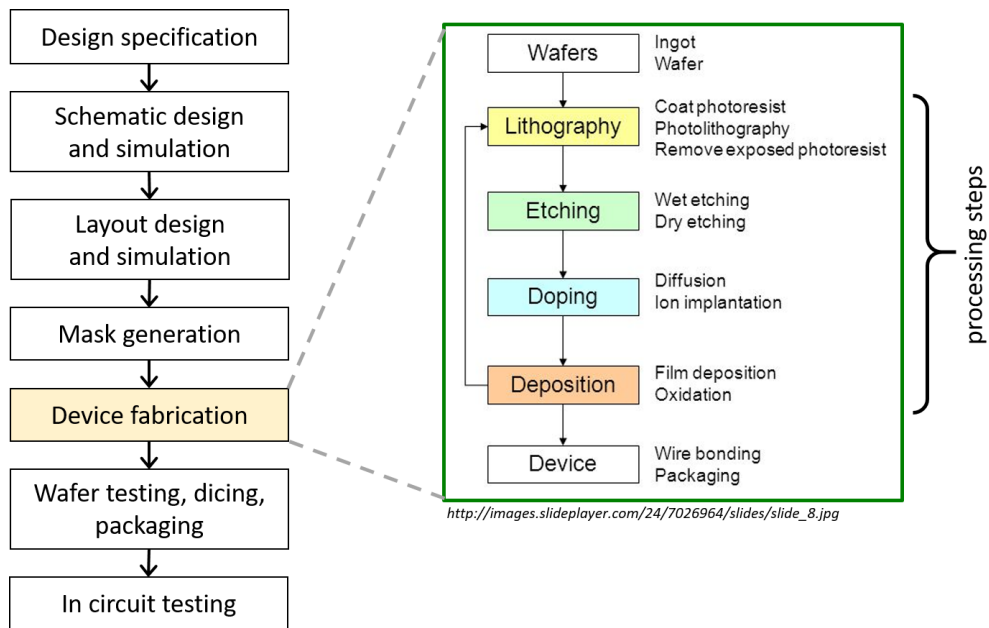 Design specification
Schematic design
and simulation
Layout design
and simulation
Mask generation
Device fabrication
Wafer testing, dicing,
packaging
In circuit testing
Wafers
Ingot
Wafer
Lithography
Coat photoresist
Photolithography
Remove exposed photoresist
Etching
Wet etching
Dry etching
Doping
Diffusion
Ion implantation
Deposition
Film deposition
Oxidation
Device
Wire bonding
Packaging
processing steps
http://images.slideplayer.com/24/7026964/slides/slide_8.jpg